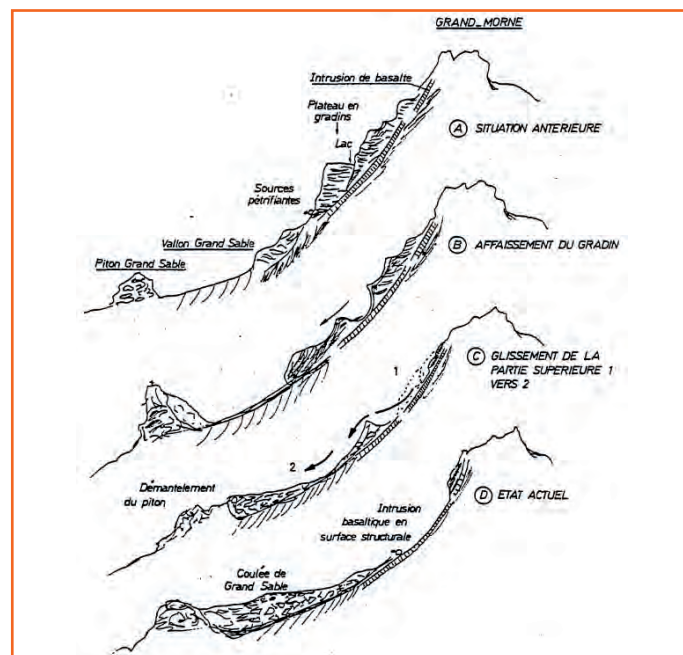 GRAND_MORNE
Intrusion de basalte
Plateau en
gradins
Lac
Ⓐ SITUATION ANTERIEURE
Sources
pétrifiantes
Vallon Grand Sable
Piton Grand Sable
Ⓑ AFFAISSEMENT DU GRADIN
1
Ⓒ GLISSEMENT DE LA
PARTIE SUPERIEURE 1
VERS 2
2
Démantelement
du piton
Intrusion
basaltique en
surface structurale
Ⓓ ETAT ACTUEL
Coulée de
Grand Sable